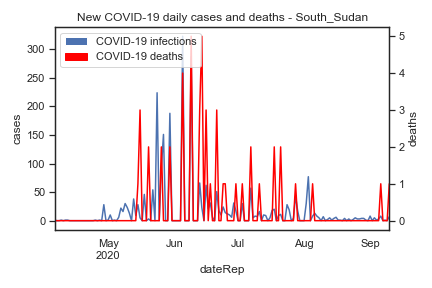 New COVID-19 daily cases and deaths - South_Sudan
COVID-19 infections
COVID-19 deaths
300
250
200
150
100
50
0
cases
5
4
3
2
1
0
deaths
May Jun Jul Aug Sep
2020
dateRep